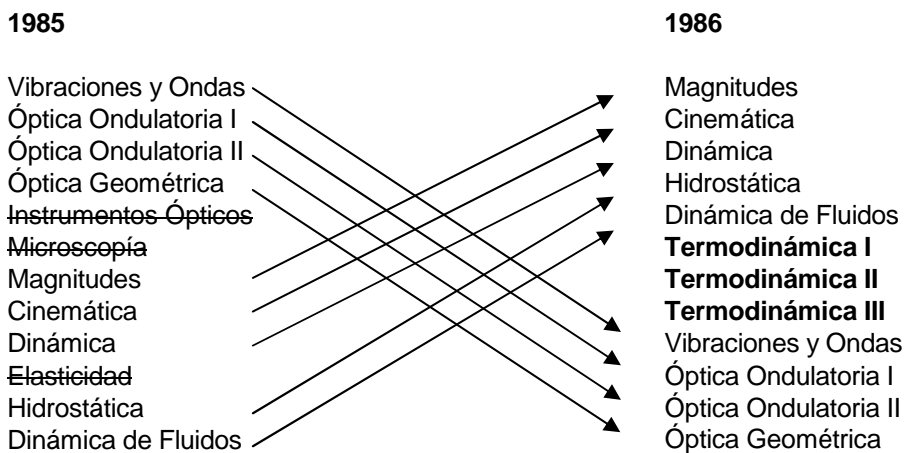 1985
Vibraciones y Ondas
Óptica Ondulatoria I
Óptica Ondulatoria II
Óptica Geométrica
Instrumentos Ópticos
Microscopía
Magnitudes
Cinemática
Dinámica
Elasticidad
Hidrostática
Dinámica de Fluidos
1986
Magnitudes
Cinemática
Dinámica
Hidrostática
Dinámica de Fluidos
Termodinámica I
Termodinámica II
Termodinámica III
Vibraciones y Ondas
Óptica Ondulatoria I
Óptica Ondulatoria II
Óptica Geométrica